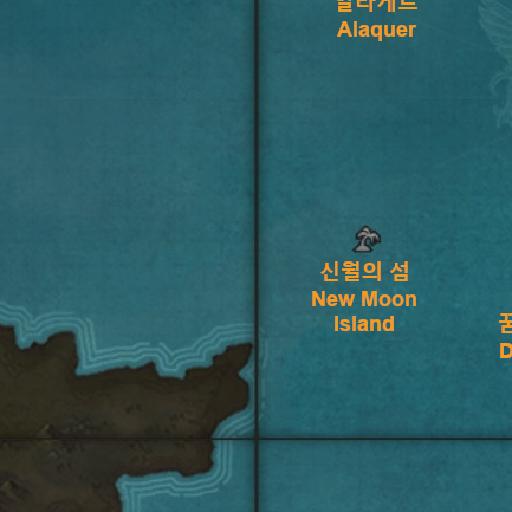 Alaquer
신월의 섬
New Moon
Island